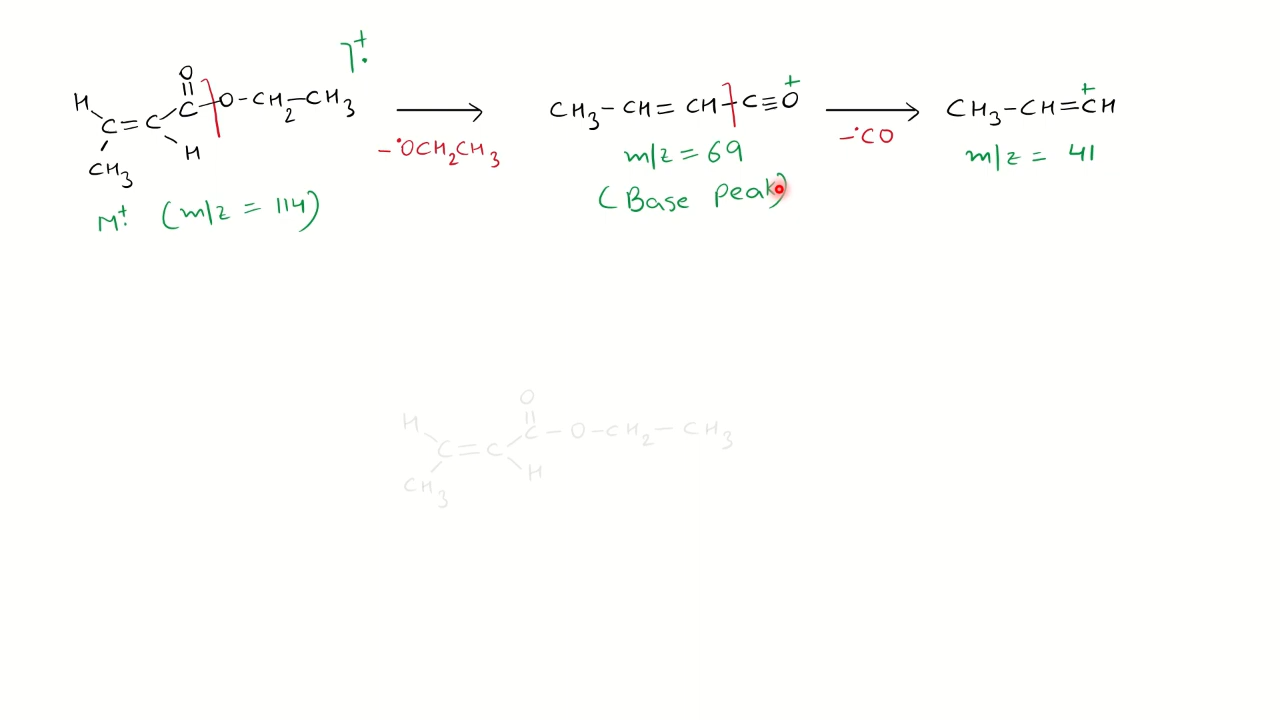 H CH₃ C=C H C O ‖ O-CH₂-CH₃ ]+• ⟶ CH₃-CH=CH-C≡O+ ⟶ CH₃-CH=CH+
-•OCH₂CH₃ -•CO
M+• (m/z = 114) m/z = 69 m/z = 41
(Base peak)
H CH₃ C=C H C O ‖ -O-CH₂-CH₃